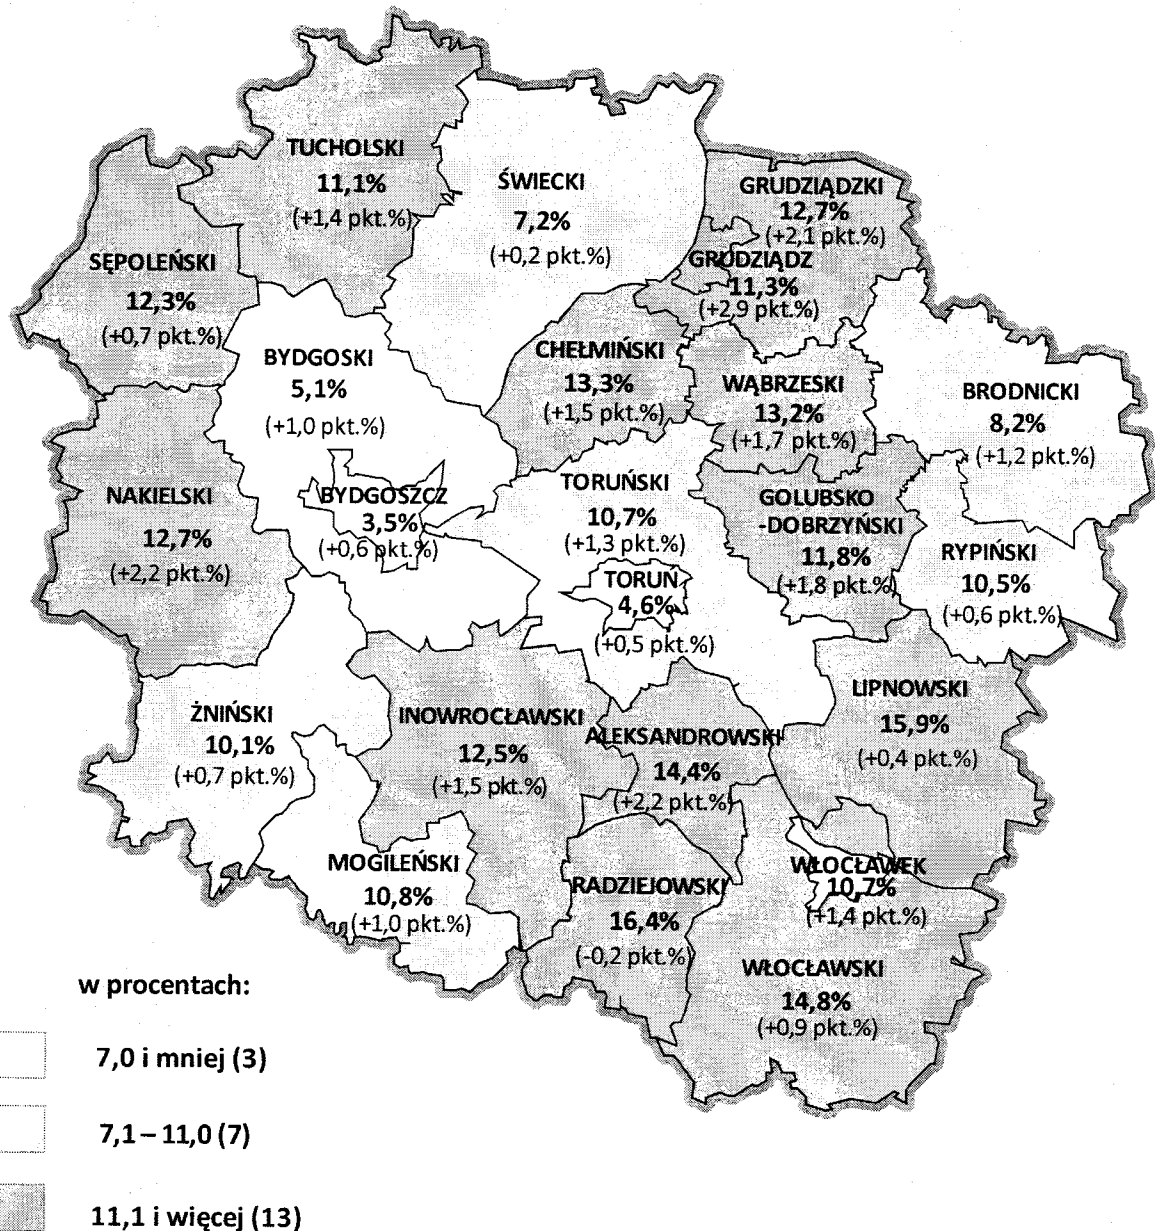 TUCHOLSKI
11,1%
(+1,4 pkt.%)
ŚWIECKI
7,2%
(+0,2 pkt.%)
GRUDZIĄDZKI
12,7%
(+2,1 pkt.%)
GRUDZIĄDZ
11,3%
(+2,9 pkt.%)
SĘPOLEŃSKI
12,3%
(+0,7 pkt.%)
BYDGOSKI
5,1%
(+1,0 pkt.%)
CHEŁMIŃSKI
13,3%
(+1,5 pkt.%)
WĄBRZESKI
13,2%
(+1,7 pkt.%)
BRODNICKI
8,2%
(+1,2 pkt.%)
NAKIELSKI
12,7%
(+2,2 pkt.%)
BYDGOSZCZ
3,5%
(+0,6 pkt.%)
TORUŃSKI
10,7%
(+1,3 pkt.%)
GOLUBSKO
-DOBRZYŃSKI
11,8%
(+1,8 pkt.%)
RYPIŃSKI
10,5%
(+0,6 pkt.%)
TORUŃ
4,6%
(+0,5 pkt.%)
ŻNIŃSKI
10,1%
(+0,7 pkt.%)
INOWROCŁAWSKI
12,5%
(+1,5 pkt.%)
ALEKSANDROWSKI
14,4%
(+2,2 pkt.%)
LIPNOWSKI
15,9%
(+0,4 pkt.%)
MOGILEŃSKI
10,8%
(+1,0 pkt.%)
RADZIEJOWSKI
16,4%
(-0,2 pkt.%)
WŁOCŁAWEK
10,7%
(+1,4 pkt.%)
WŁOCŁAWSKI
14,8%
(+0,9 pkt.%)
w procentach:
7,0 i mniej (3)
7,1 – 11,0 (7)
11,1 i więcej (13)